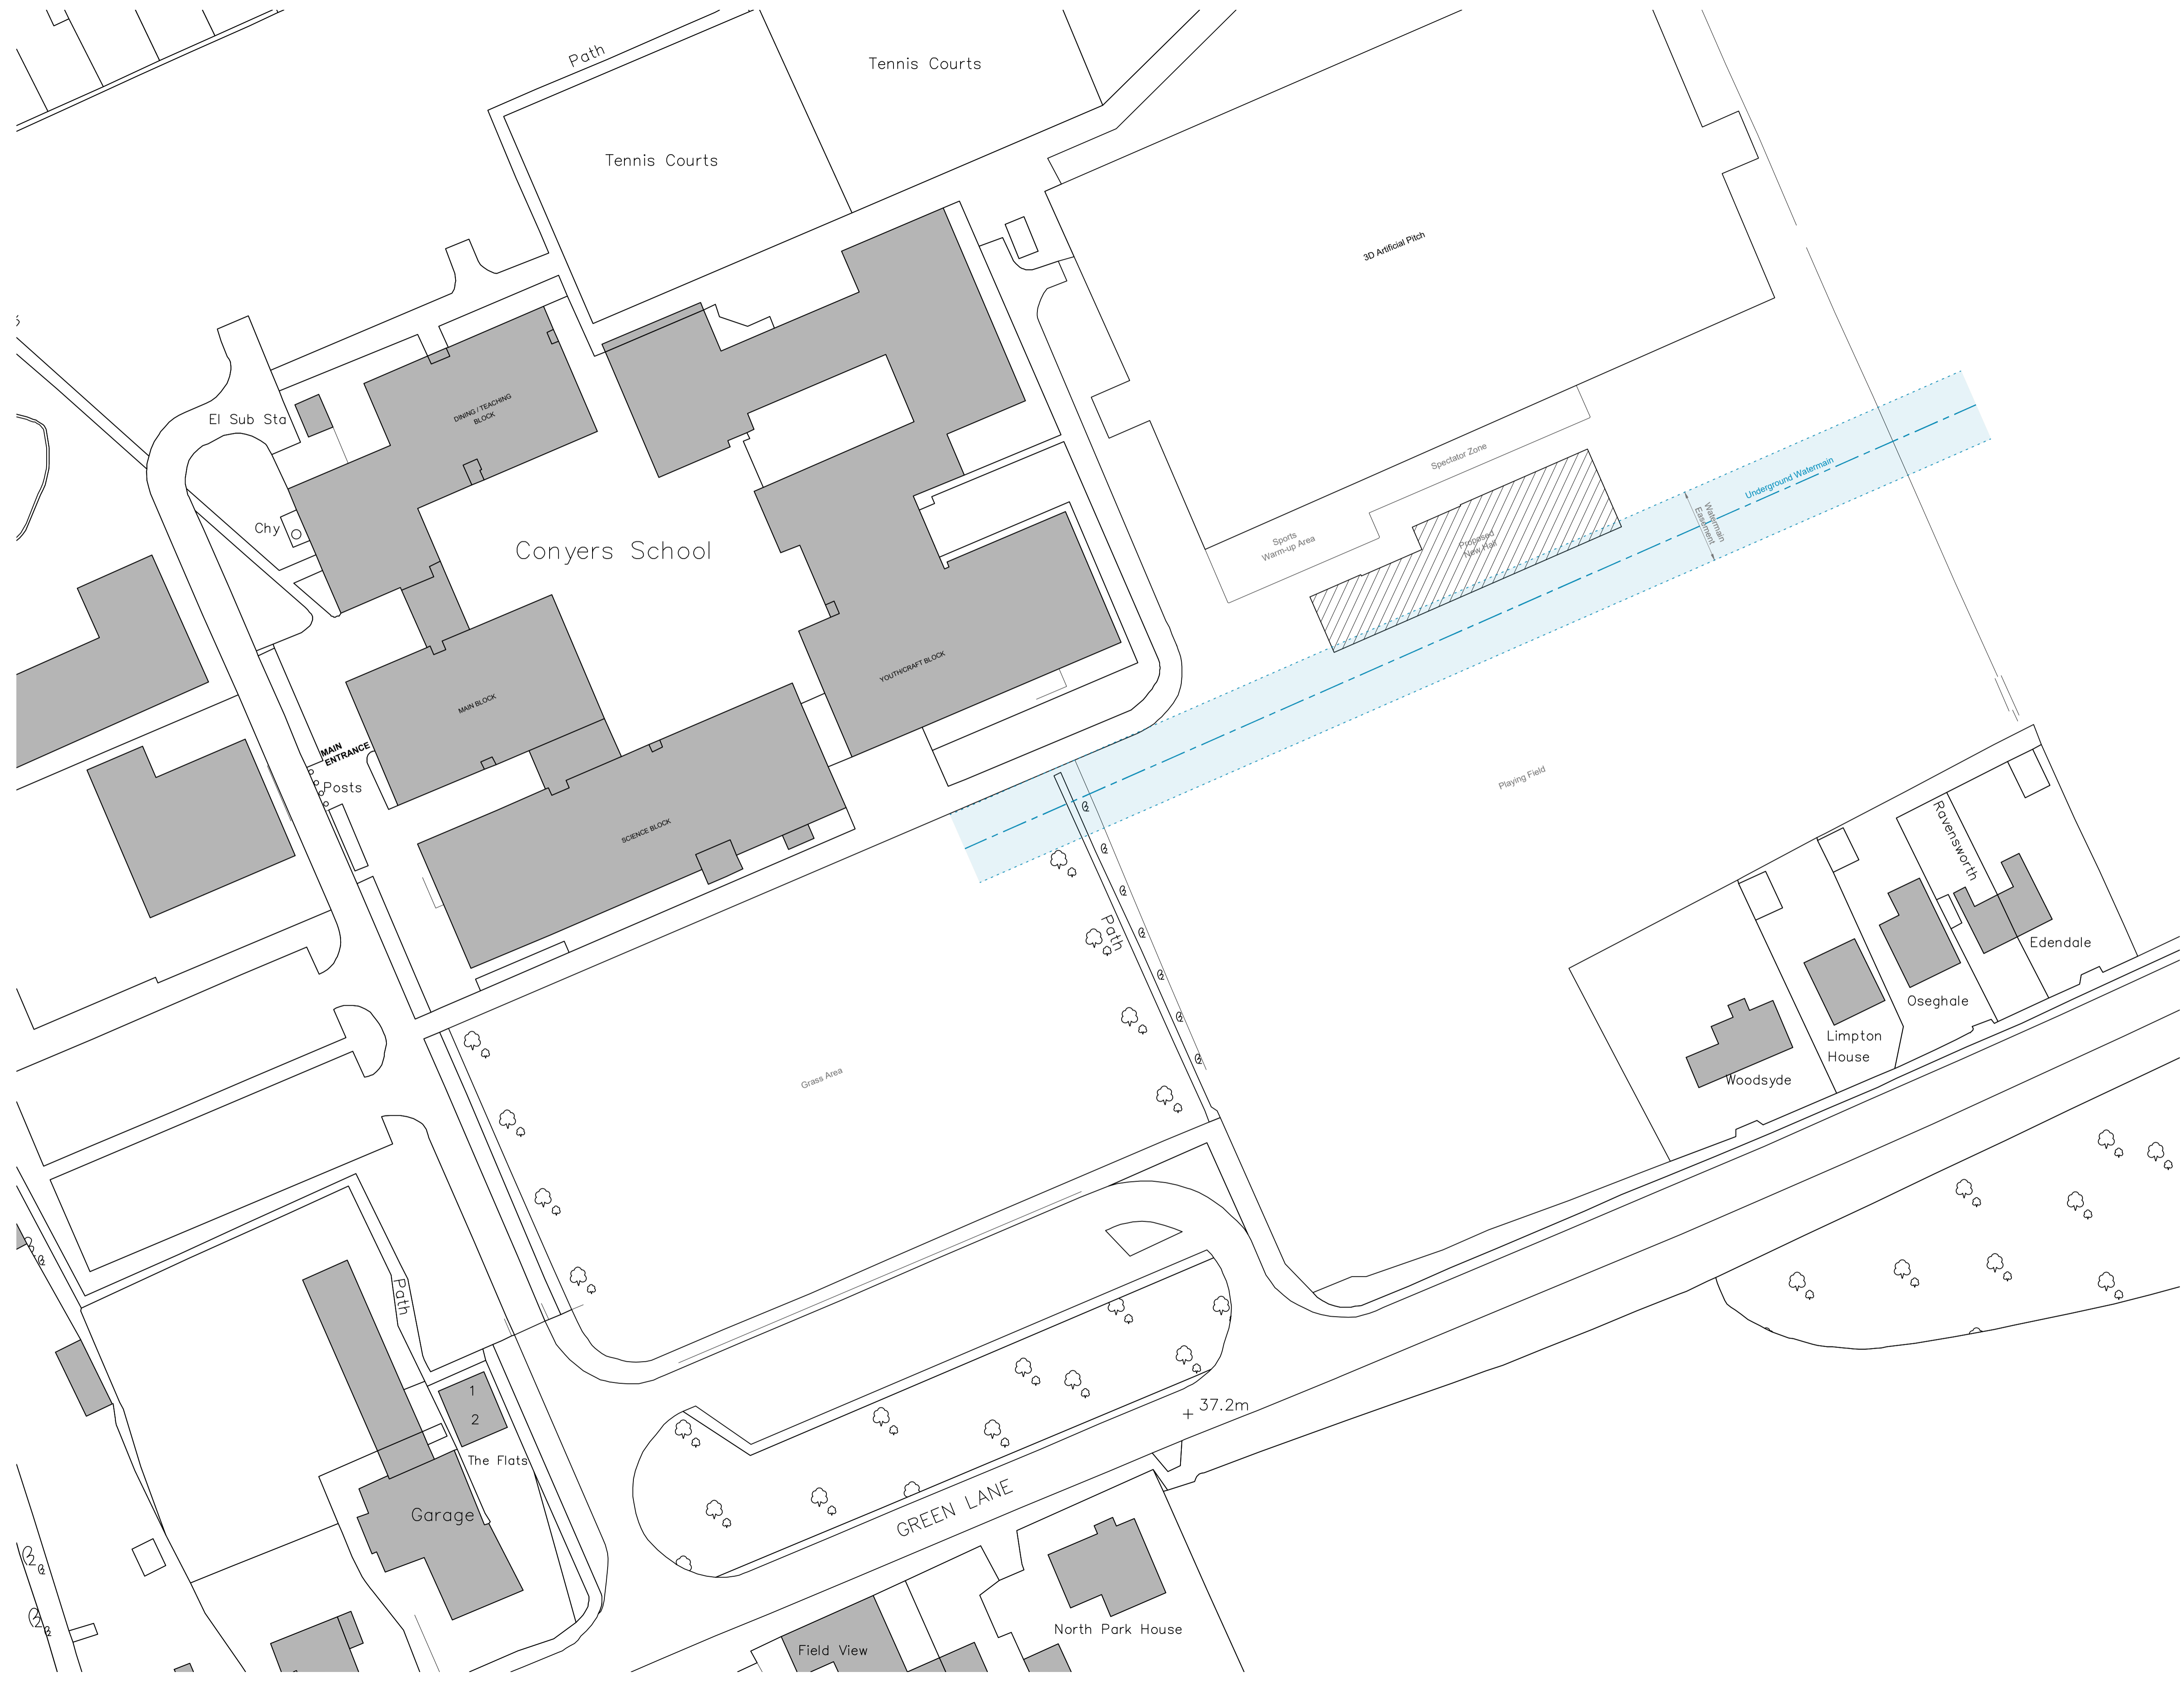 Path
Tennis Courts
Tennis Courts
3D Artificial Pitch
El Sub Sta
DINING / TEACHING
BLOCK
Chy
Conyers School
Spectator Zone
Sports
Warm-up Area
Proposed
New Hall
Underground Watermain
Watermain
Easement
YOUTH/CRAFT BLOCK
MAIN BLOCK
MAIN
ENTRANCE
Posts
SCIENCE BLOCK
Playing Field
Path
Ravensworth
Edendale
Oseghale
Limpton
House
Woodsyde
Grass Area
Path
1
2
The Flats
Garage
37.2m
GREEN LANE
North Park House
Field View